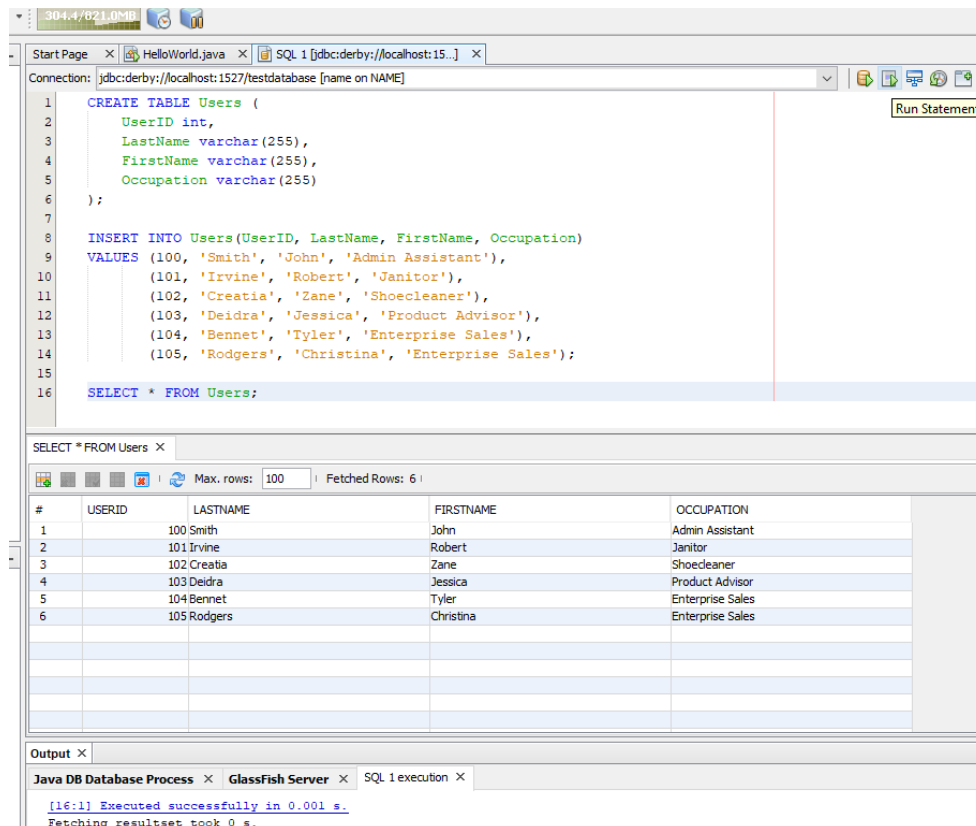 304.4/821.0MB
Start Page HelloWorld.java SQL 1 [jdbc:derby://localhost:15...]
Connection: jdbc:derby://localhost:1527/testdatabase [name on NAME]
Run Statemen
1 CREATE TABLE Users (
2 UserID int,
3 LastName varchar(255),
4 FirstName varchar(255),
5 Occupation varchar(255)
6 );
7
8 INSERT INTO Users(UserID, LastName, FirstName, Occupation)
9 VALUES (100, 'Smith', 'John', 'Admin Assistant'),
10 (101, 'Irvine', 'Robert', 'Janitor'),
11 (102, 'Creatia', 'Zane', 'Shoecleaner'),
12 (103, 'Deidra', 'Jessica', 'Product Advisor'),
13 (104, 'Bennet', 'Tyler', 'Enterprise Sales'),
14 (105, 'Rodgers', 'Christina', 'Enterprise Sales');
15
16 SELECT * FROM Users;
SELECT * FROM Users
Max. rows: 100 Fetched Rows: 6
# USERID LASTNAME FIRSTNAME OCCUPATION
1 100 Smith John Admin Assistant
2 101 Irvine Robert Janitor
3 102 Creatia Zane Shoecleaner
4 103 Deidra Jessica Product Advisor
5 104 Bennet Tyler Enterprise Sales
6 105 Rodgers Christina Enterprise Sales
Output
Java DB Database Process GlassFish Server SQL 1 execution
[16:1] Executed successfully in 0.001 s.
Fetching resultset took 0 s.